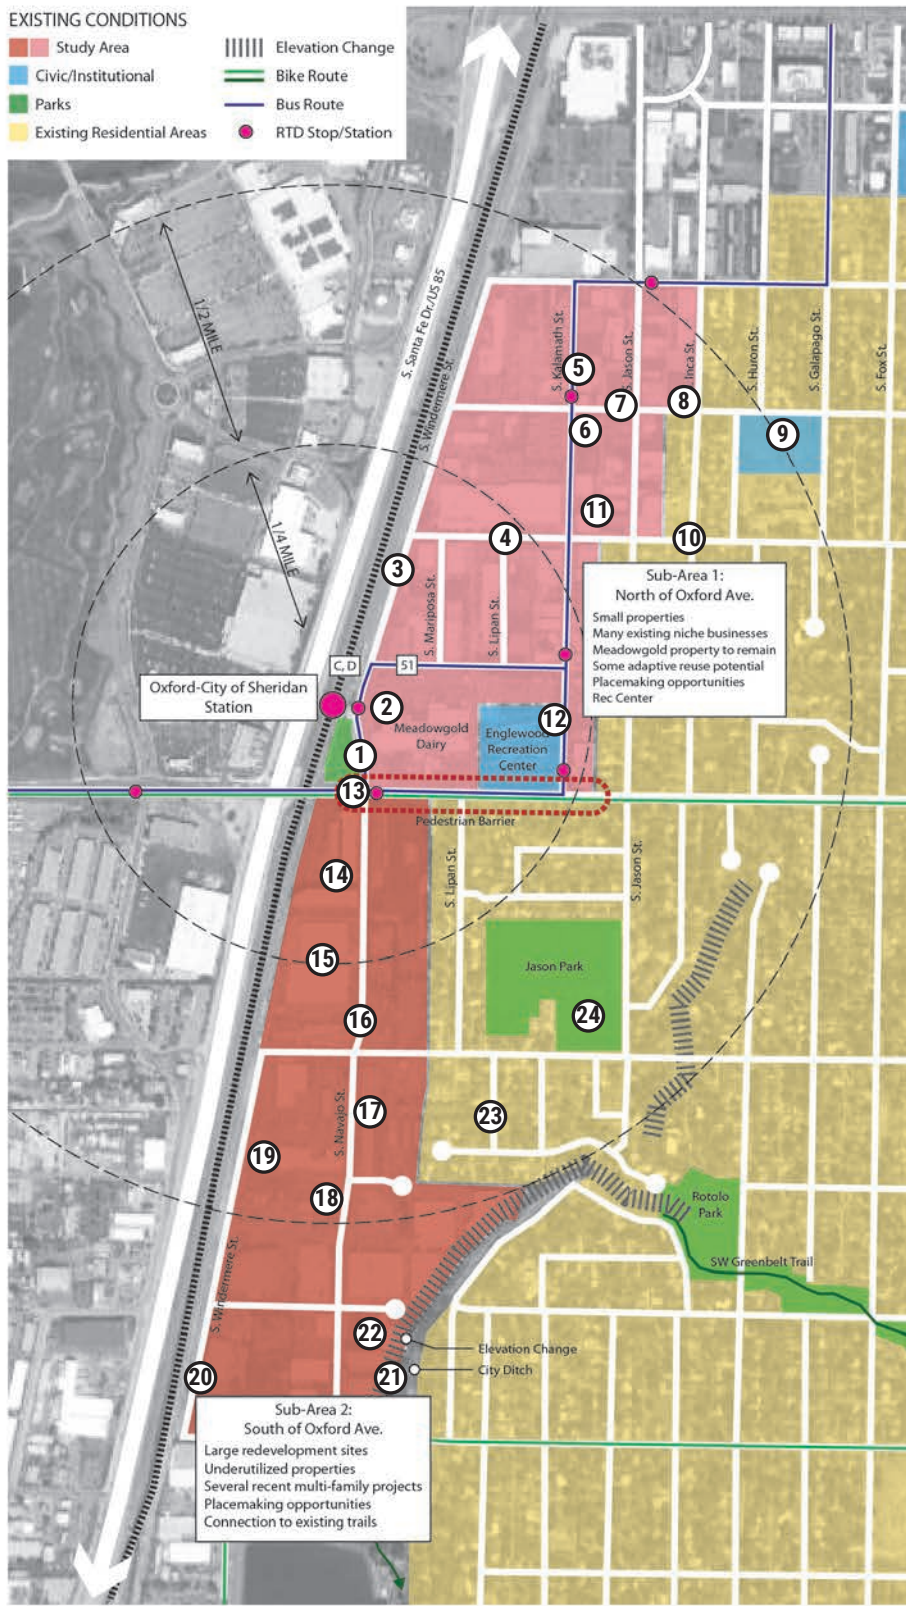 EXISTING CONDITIONS
Study Area
Elevation Change
Civic/Institutional
Bike Route
Parks
Bus Route
Existing Residential Areas
RTD Stop/Station
1/2 MILE
S. Santa Fe Dr./US 85
S. Windermere St.
S. Kalamath St.
S. Jason St.
Inca St.
S. Huron St.
S. Galapago St.
S. Fox St.
5
7
8
6
9
1/4 MILE
11
4
10
3
S. Mariposa St.
S. Lipan St.
Sub-Area 1:
North of Oxford Ave.
Small properties
Many existing niche businesses
Meadowgold property to remain
Some adaptive reuse potential
Placemaking opportunities
Rec Center
C, D
51
Oxford-City of Sheridan
Station
2
12
Meadowgold
Dairy
Englewood
Recreation
Center
1
13
Pedestrian Barrier
14
S. Lipan St.
S. Jason St.
15
Jason Park
16
24
17
23
S. Navajo St.
19
18
Rotolo
Park
SW Greenbelt Trail
S. Windermere St.
22
Elevation Change
21
City Ditch
20
Sub-Area 2:
South of Oxford Ave.
Large redevelopment sites
Underutilized properties
Several recent multi-family projects
Placemaking opportunities
Connection to existing trails